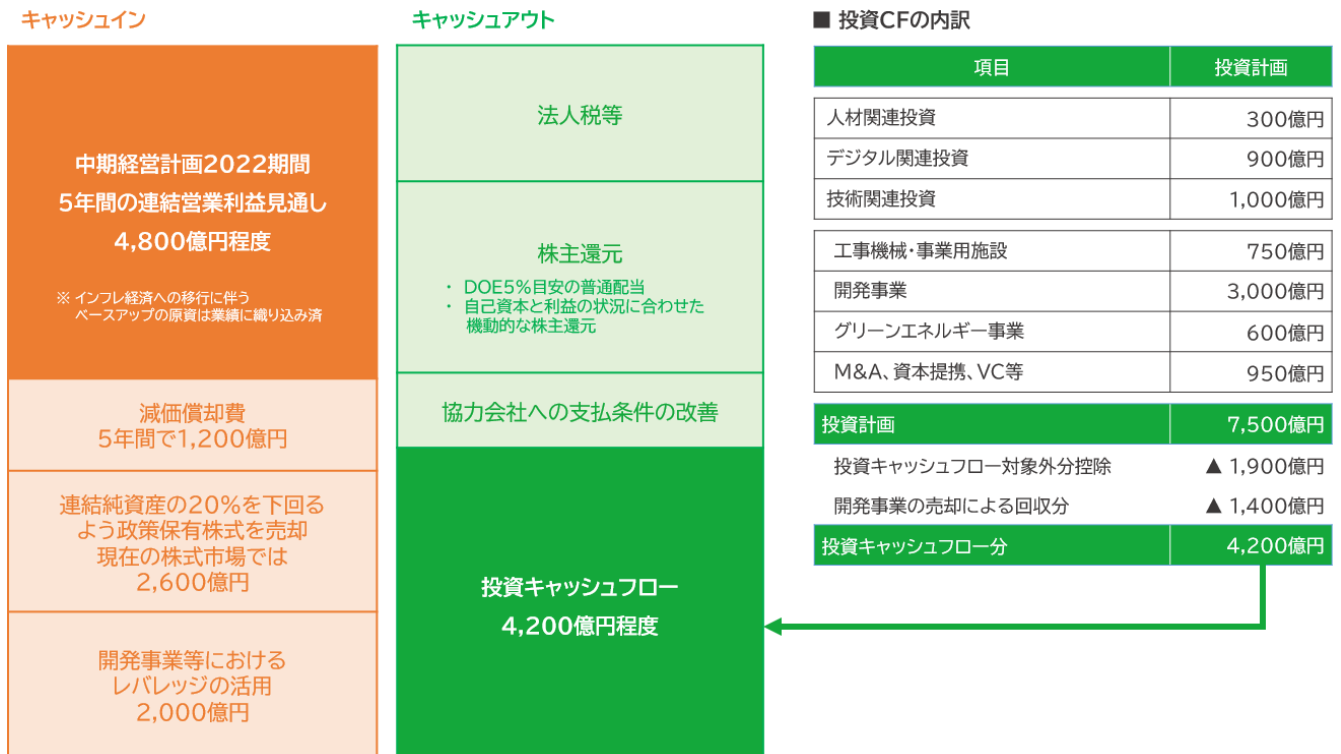 キャッシュイン
中期経営計画2022期間
5年間の連結営業利益見通し
4,800億円程度
※ インフレ経済への移行に伴う
ベースアップの原資は業績に織り込み済
減価償却費
5年間で1,200億円
連結純資産の20%を下回る
よう政策保有株式を売却
現在の株式市場では
2,600億円
開発事業等における
レバレッジの活用
2,000億円
キャッシュアウト
法人税等
株主還元
・ DOE5%目安の普通配当
・ 自己資本と利益の状況に合わせた
機動的な株主還元
協力会社への支払条件の改善
投資キャッシュフロー
4,200億円程度
■ 投資CFの内訳
項目 投資計画
人材関連投資 300億円
デジタル関連投資 900億円
技術関連投資 1,000億円
工事機械・事業用施設 750億円
開発事業 3,000億円
グリーンエネルギー事業 600億円
M&A、資本提携、VC等 950億円
投資計画 7,500億円
投資キャッシュフロー対象外分控除 ▲ 1,900億円
開発事業の売却による回収分 ▲ 1,400億円
投資キャッシュフロー分 4,200億円